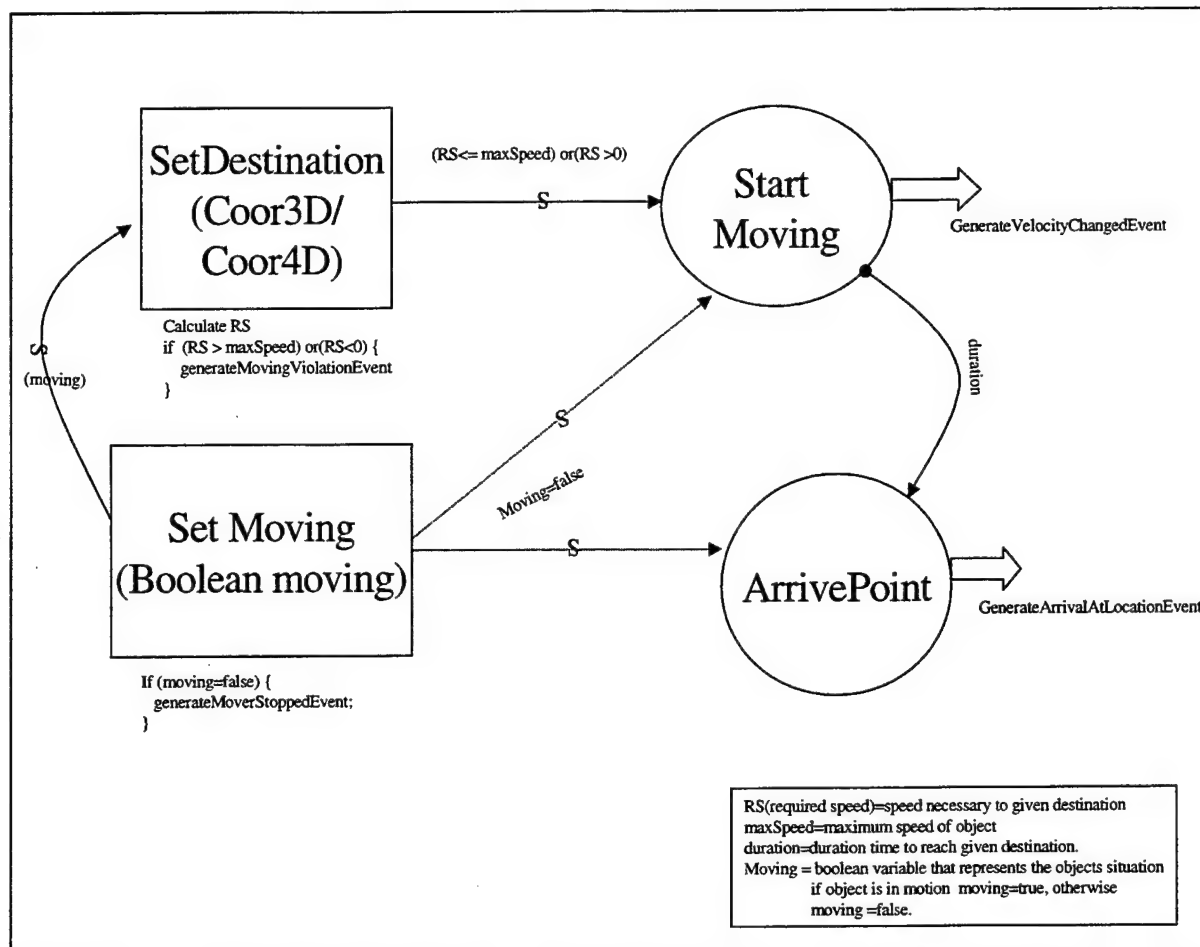 SetDestination
(Coor3D/
Coor4D)
(RS<= maxSpeed) or(RS >0)
S
Start
Moving
GenerateVelocityChangedEvent
Calculate RS
if (RS > maxSpeed) or(RS<0) {
generateMovingViolationEvent
}
S
(moving)
duration
S
Moving=false
Set Moving
(Boolean moving)
S
ArrivePoint
GenerateArrivalAtLocationEvent
If (moving=false) {
generateMoverStoppedEvent;
}
RS(required speed)=speed necessary to given destination
maxSpeed=maximum speed of object
duration=duration time to reach given destination.
Moving = boolean variable that represents the objects situation
if object is in motion moving=true, otherwise
moving =false.